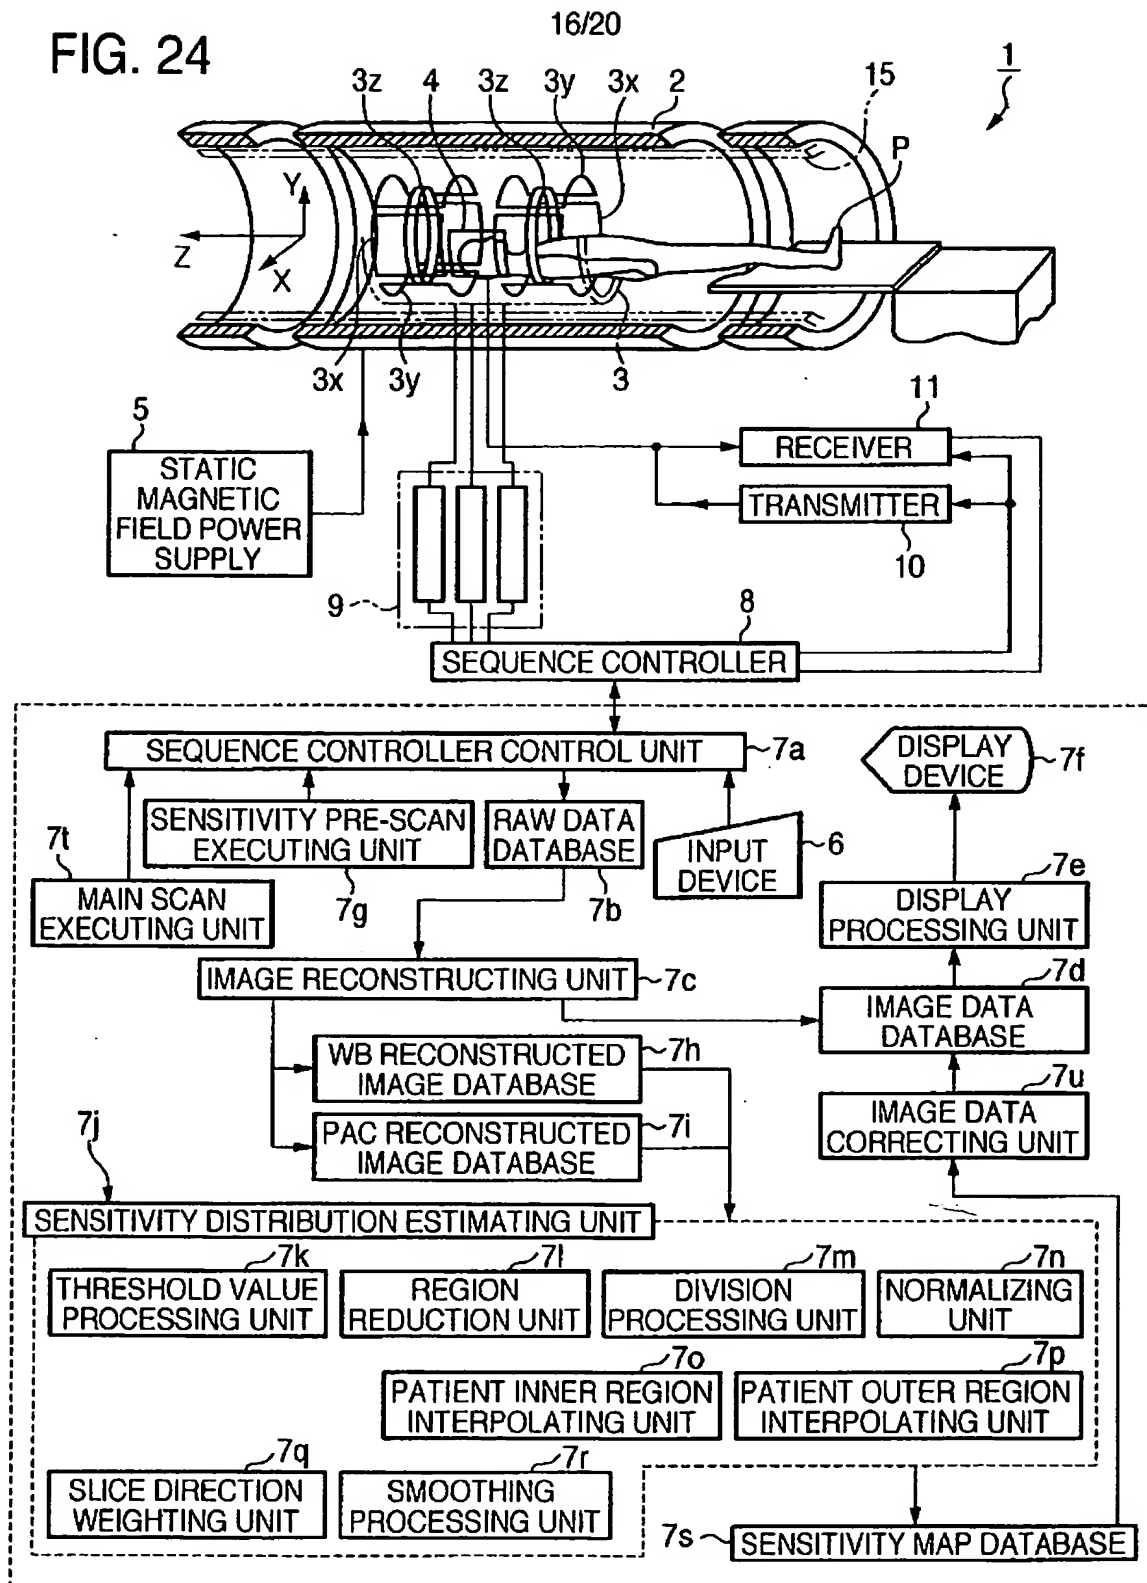 16/20
FIG. 24
3z 4 3z 3y 3x 2 1 15
P
Y
Z
X
3x 3y 3
5
STATIC
MAGNETIC
FIELD POWER
SUPPLY
11
RECEIVER
TRANSMITTER
10
9
8
SEQUENCE CONTROLLER
SEQUENCE CONTROLLER CONTROL UNIT 7a
DISPLAY
DEVICE
7f
SENSITIVITY PRE-SCAN
EXECUTING UNIT
7g
RAW DATA
DATABASE
7b
INPUT
DEVICE
6
7t
MAIN SCAN
EXECUTING UNIT
7e
DISPLAY
PROCESSING UNIT
IMAGE RECONSTRUCTING UNIT 7c
7d
IMAGE DATA
DATABASE
WB RECONSTRUCTED
IMAGE DATABASE
7h
7u
IMAGE DATA
CORRECTING UNIT
PAC RECONSTRUCTED
IMAGE DATABASE
7i
7j
SENSITIVITY DISTRIBUTION ESTIMATING UNIT
7k
THRESHOLD VALUE
PROCESSING UNIT
7l
REGION
REDUCTION UNIT
7m
DIVISION
PROCESSING UNIT
7n
NORMALIZING
UNIT
7o
PATIENT INNER REGION
INTERPOLATING UNIT
7p
PATIENT OUTER REGION
INTERPOLATING UNIT
7q
SLICE DIRECTION
WEIGHTING UNIT
7r
SMOOTHING
PROCESSING UNIT
7s SENSITIVITY MAP DATABASE